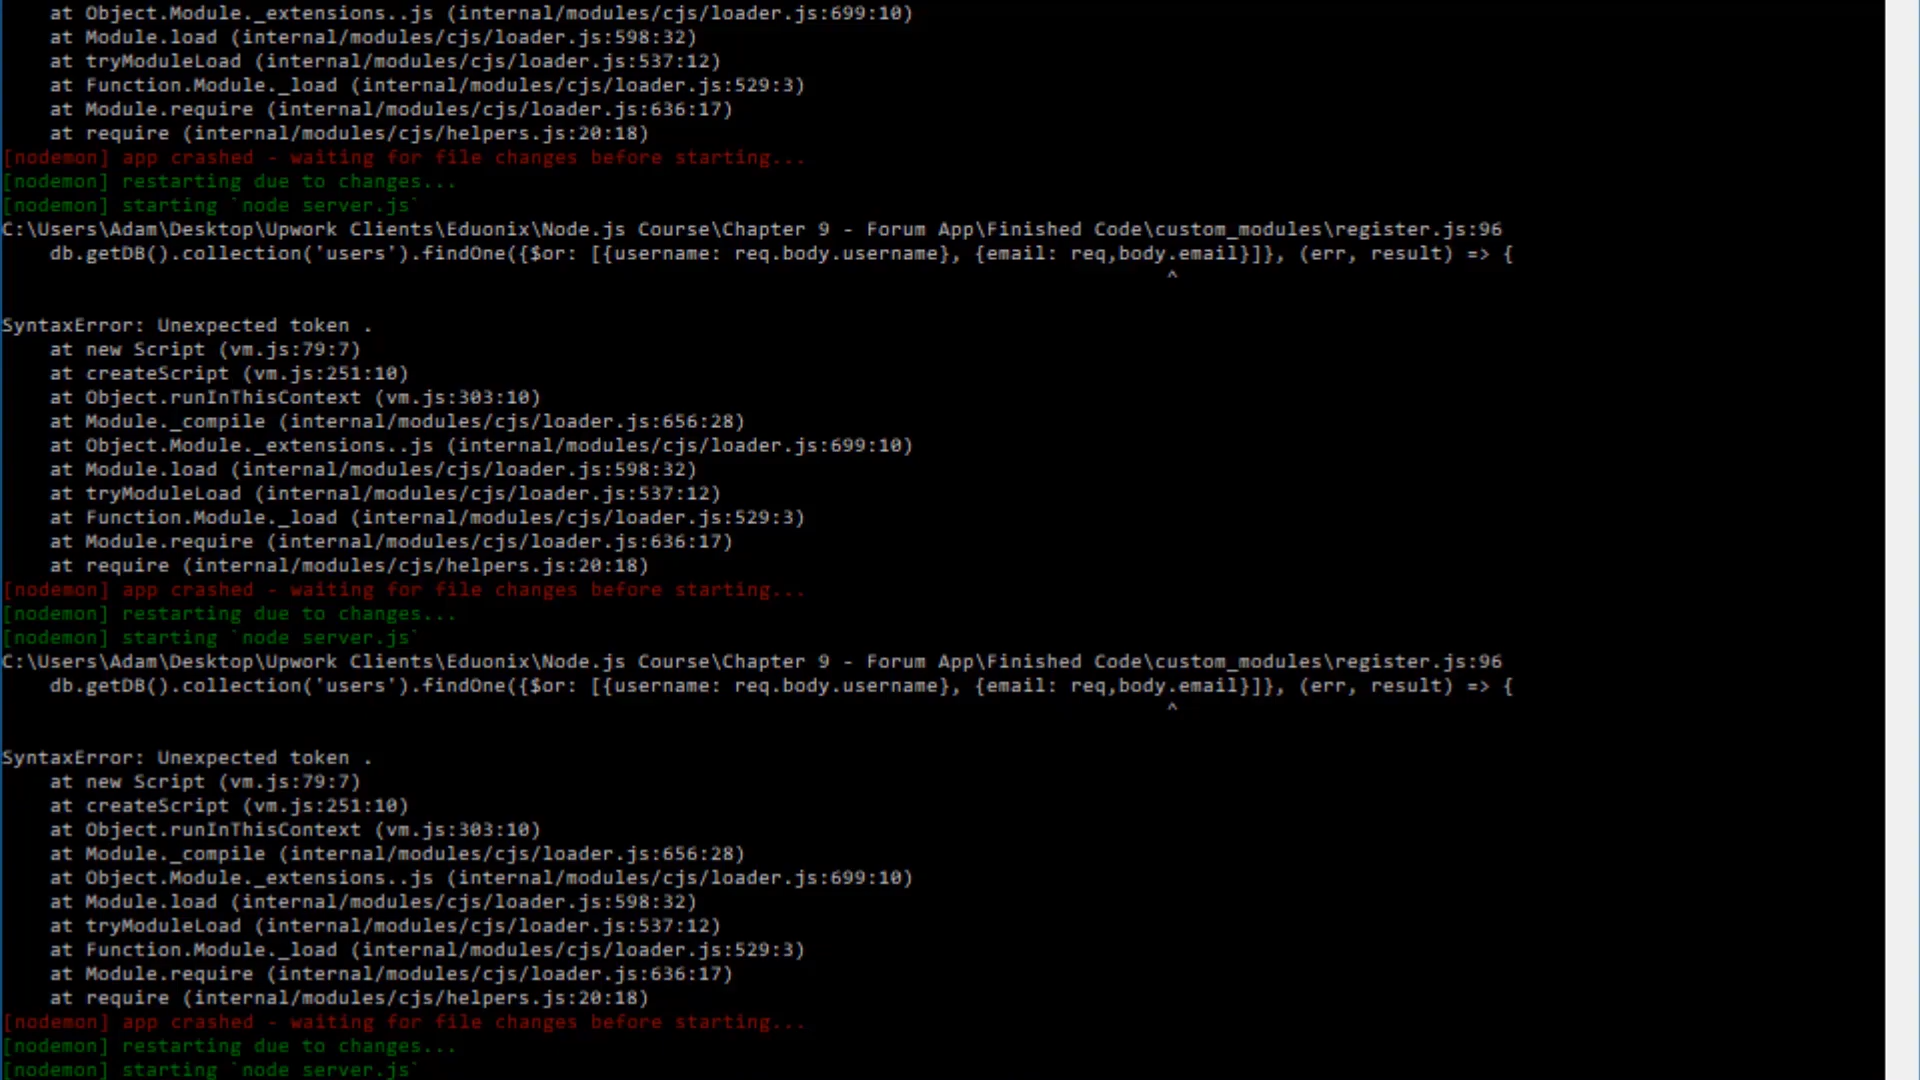 at Object.Module._extensions..js (internal/modules/cjs/loader.js:699:10)
at Module.load (internal/modules/cjs/loader.js:598:32)
at tryModuleLoad (internal/modules/cjs/loader.js:537:12)
at Function.Module._load (internal/modules/cjs/loader.js:529:3)
at Module.require (internal/modules/cjs/loader.js:636:17)
at require (internal/modules/cjs/helpers.js:20:18)
[nodemon] app crashed - waiting for file changes before starting...
[nodemon] restarting due to changes...
[nodemon] starting `node server.js`
C:\Users\Adam\Desktop\Upwork Clients\Eduonix\Node.js Course\Chapter 9 - Forum App\Finished Code\custom_modules\register.js:96
db.getDB().collection('users').findOne({$or: [{username: req.body.username}, {email: req,body.email}]}, (err, result) => {
^
SyntaxError: Unexpected token .
at new Script (vm.js:79:7)
at createScript (vm.js:251:10)
at Object.runInThisContext (vm.js:303:10)
at Module._compile (internal/modules/cjs/loader.js:656:28)
at Object.Module._extensions..js (internal/modules/cjs/loader.js:699:10)
at Module.load (internal/modules/cjs/loader.js:598:32)
at tryModuleLoad (internal/modules/cjs/loader.js:537:12)
at Function.Module._load (internal/modules/cjs/loader.js:529:3)
at Module.require (internal/modules/cjs/loader.js:636:17)
at require (internal/modules/cjs/helpers.js:20:18)
[nodemon] app crashed - waiting for file changes before starting...
[nodemon] restarting due to changes...
[nodemon] starting `node server.js`
C:\Users\Adam\Desktop\Upwork Clients\Eduonix\Node.js Course\Chapter 9 - Forum App\Finished Code\custom_modules\register.js:96
db.getDB().collection('users').findOne({$or: [{username: req.body.username}, {email: req,body.email}]}, (err, result) => {
^
SyntaxError: Unexpected token .
at new Script (vm.js:79:7)
at createScript (vm.js:251:10)
at Object.runInThisContext (vm.js:303:10)
at Module._compile (internal/modules/cjs/loader.js:656:28)
at Object.Module._extensions..js (internal/modules/cjs/loader.js:699:10)
at Module.load (internal/modules/cjs/loader.js:598:32)
at tryModuleLoad (internal/modules/cjs/loader.js:537:12)
at Function.Module._load (internal/modules/cjs/loader.js:529:3)
at Module.require (internal/modules/cjs/loader.js:636:17)
at require (internal/modules/cjs/helpers.js:20:18)
[nodemon] app crashed - waiting for file changes before starting...
[nodemon] restarting due to changes...
[nodemon] starting `node server.js`